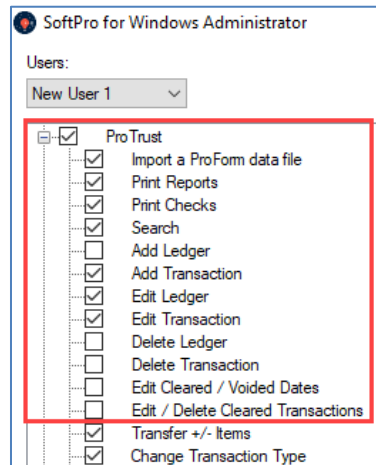 SoftPro for Windows Administrator
Users:
New User 1
ProTrust
Import a ProForm data file
Print Reports
Print Checks
Search
Add Ledger
Add Transaction
Edit Ledger
Edit Transaction
Delete Ledger
Delete Transaction
Edit Cleared / Voided Dates
Edit / Delete Cleared Transactions
Transfer +/- Items
Change Transaction Type